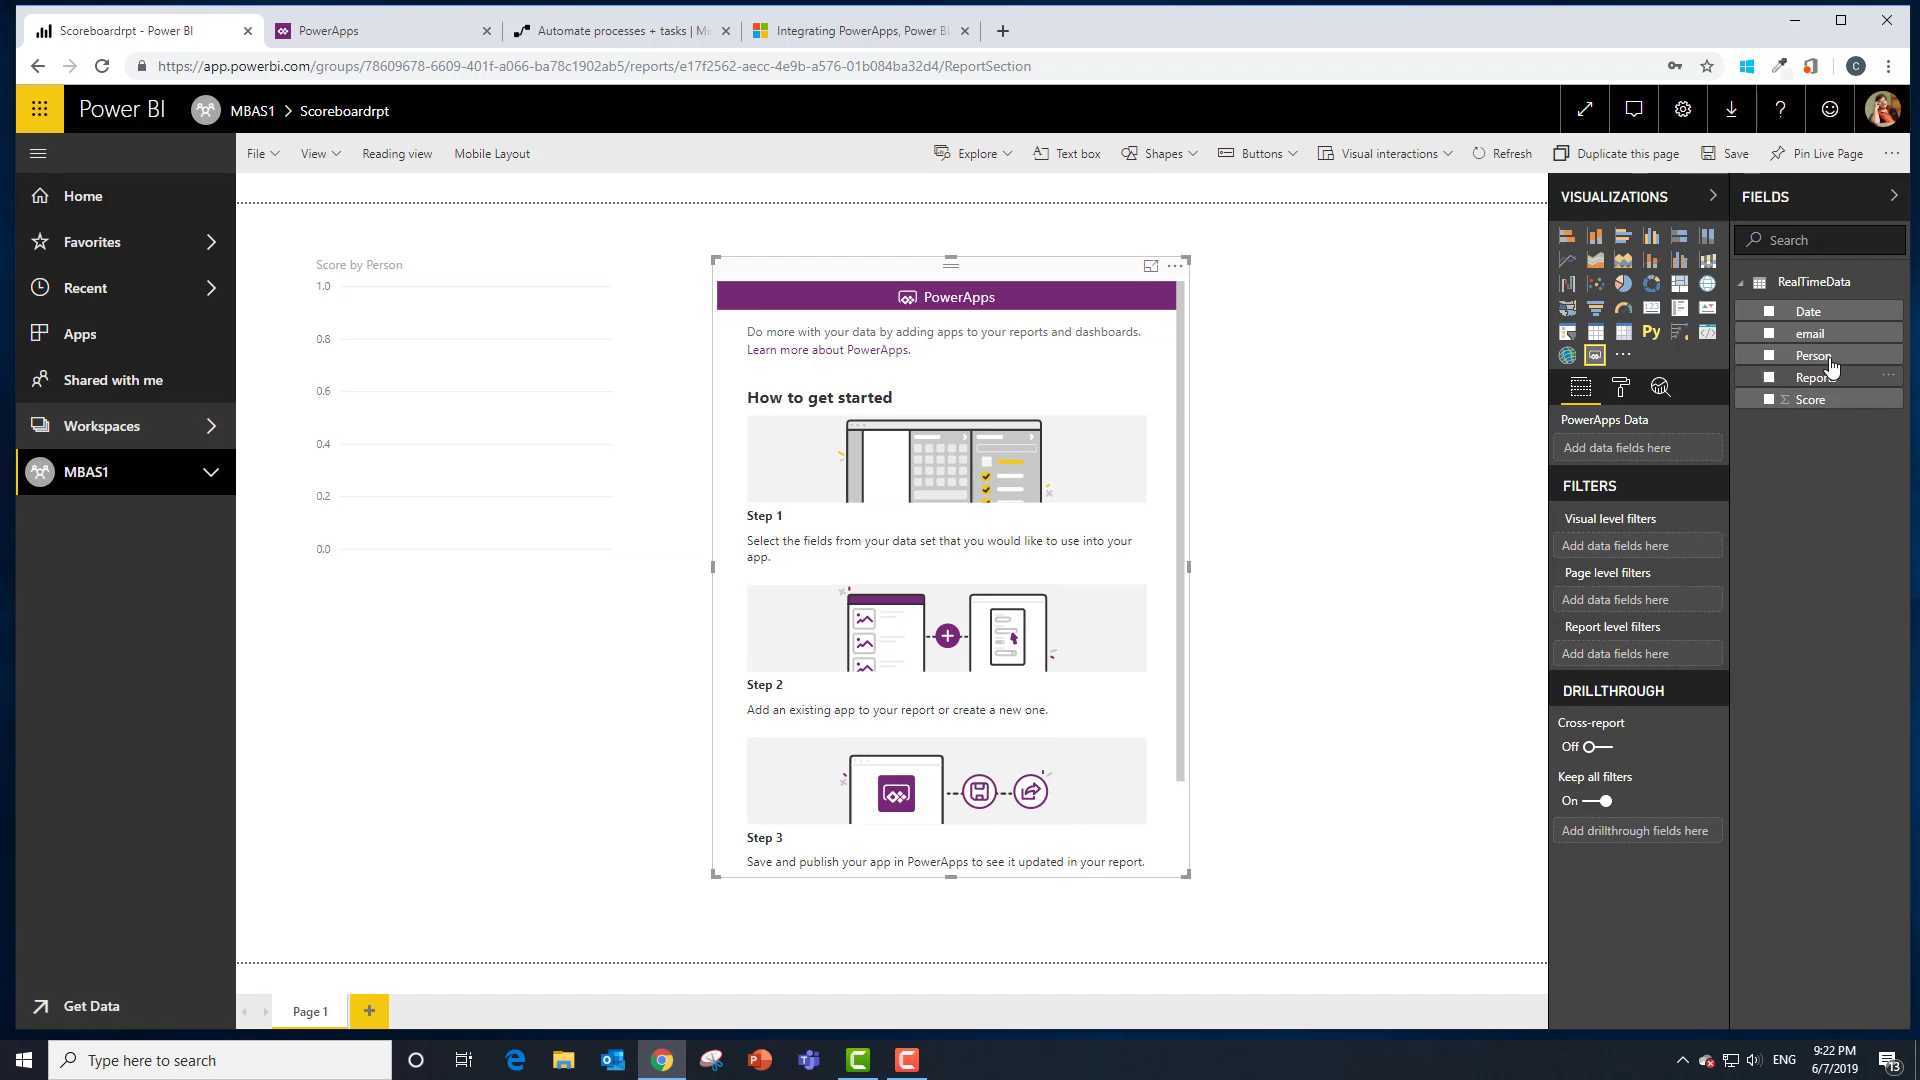 Scoreboardrpt - Power BI
PowerApps
Automate processes + tasks | Mi
Integrating PowerApps, Power BI
https://app.powerbi.com/groups/78609678-6609-401f-a066-ba78c1902ab5/reports/e17f2562-aecc-4e9b-a576-01b084ba32d4/ReportSection
C
Power BI
MBAS1 > Scoreboardrpt
File
View
Reading view
Mobile Layout
Explore
Text box
Shapes
Buttons
Visual interactions
Refresh
Duplicate this page
Save
Pin Live Page
Home
Favorites
Recent
Apps
Shared with me
Workspaces
MBAS1
Get Data
Score by Person
1.0
0.8
0.6
0.4
0.2
0.0
PowerApps
Do more with your data by adding apps to your reports and dashboards.
Learn more about PowerApps.
How to get started
Step 1
Select the fields from your data set that you would like to use into your
app.
Step 2
Add an existing app to your report or create a new one.
Step 3
Save and publish your app in PowerApps to see it updated in your report.
Page 1
VISUALIZATIONS
123
Py
PowerApps Data
Add data fields here
FILTERS
Visual level filters
Add data fields here
Page level filters
Add data fields here
Report level filters
Add data fields here
DRILLTHROUGH
Cross-report
Off
Keep all filters
On
Add drillthrough fields here
FIELDS
Search
RealTimeData
Date
email
Person
Σ Score
Type here to search
ENG
9:22 PM
6/7/2019
13